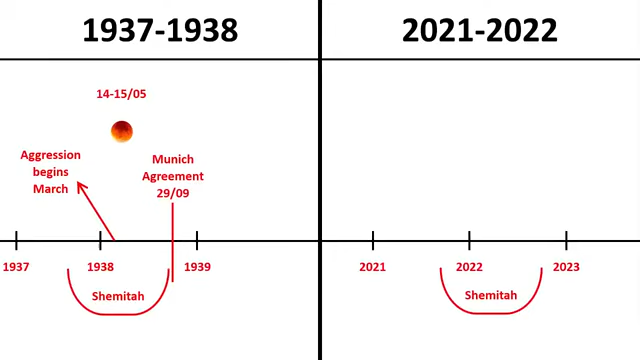 1937-1938
14-15/05
Aggression
begins
March
Munich
Agreement
29/09
1937
1938
1939
Shemitah
2021-2022
2021
2022
2023
Shemitah